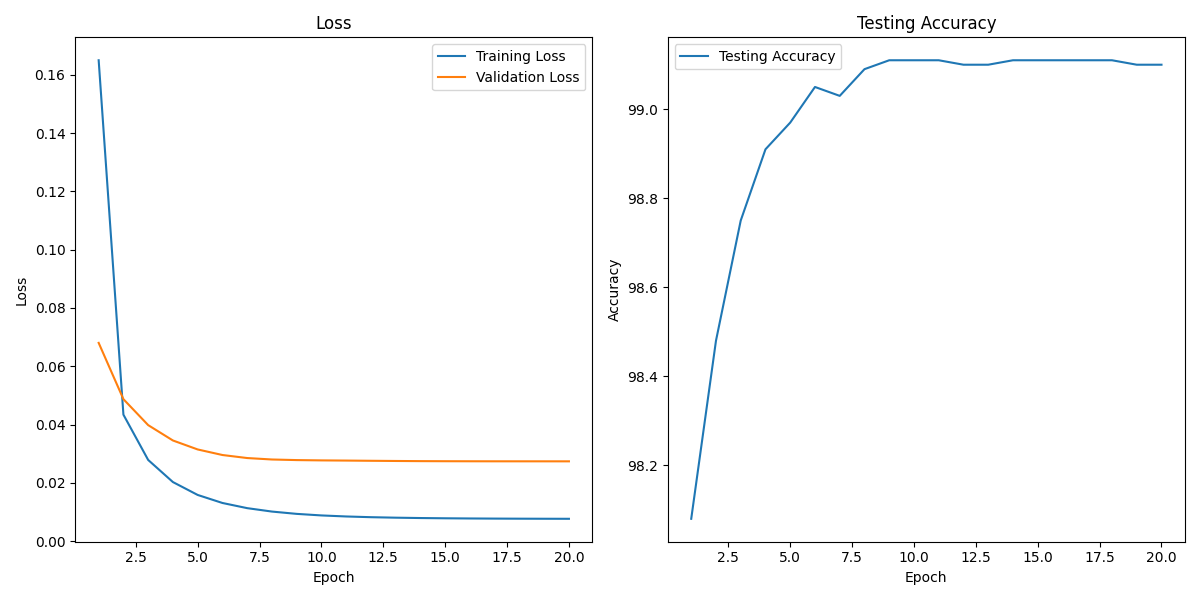 Loss
Training Loss
Validation Loss
0.16
0.14
0.12
0.10
0.08
0.06
0.04
0.02
0.00
Loss
2.5 5.0 7.5 10.0 12.5 15.0 17.5 20.0
Epoch
Testing Accuracy
Testing Accuracy
99.0
98.8
98.6
98.4
98.2
Accuracy
2.5 5.0 7.5 10.0 12.5 15.0 17.5 20.0
Epoch